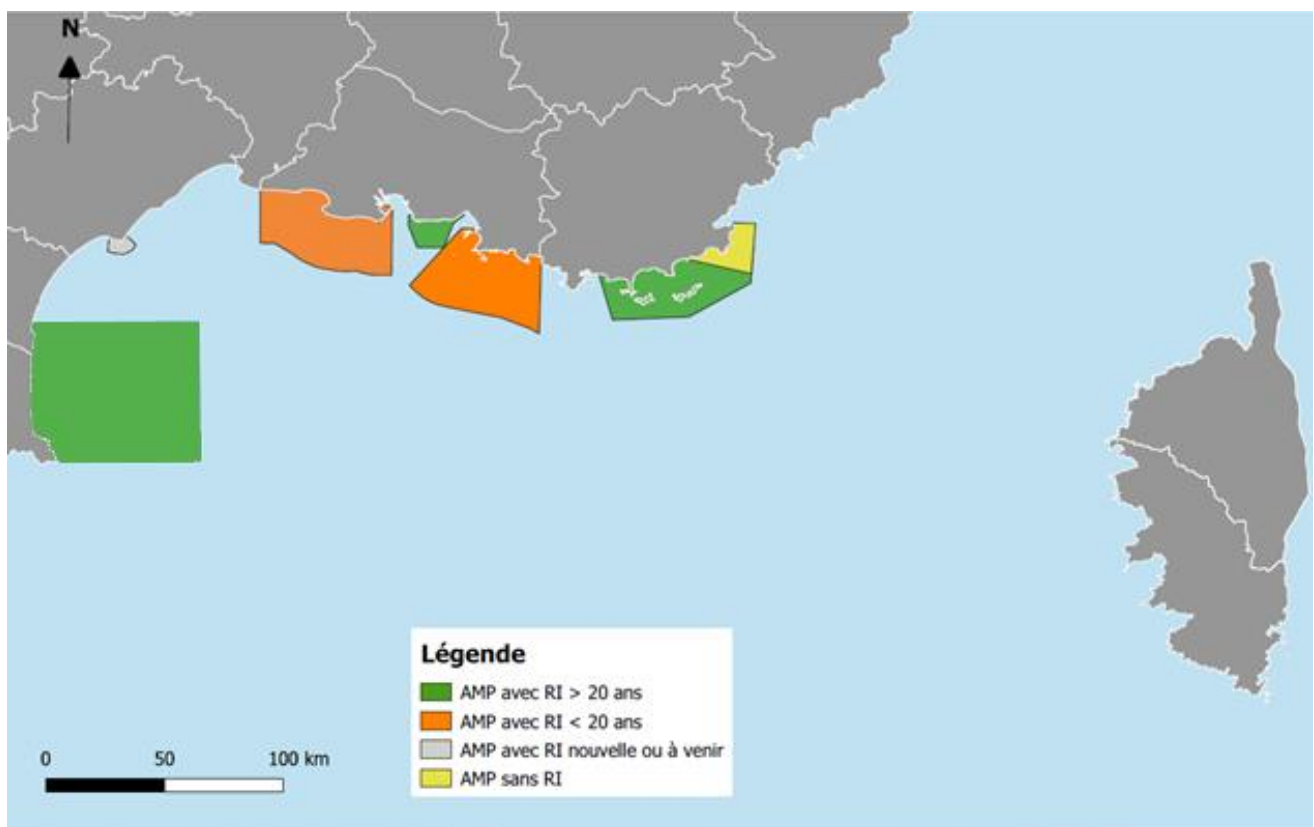 N
Légende
AMP avec RI > 20 ans
AMP avec RI < 20 ans
AMP avec RI nouvelle ou à venir
AMP sans RI
0 50 100 km